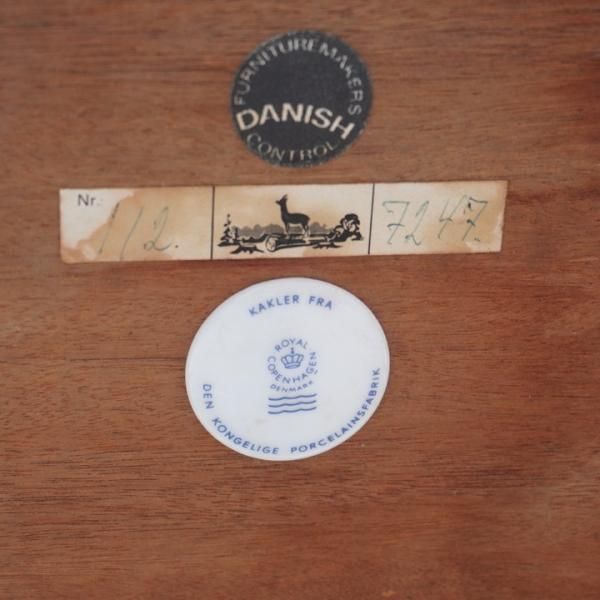 FURNITUREMAKERS
DANISH
CONTROL
Nr. 112. 7247.
KAKLER FRA
ROYAL
COPENHAGEN
DENMARK
DEN KONGELIGE PORCELAINSFABRIK